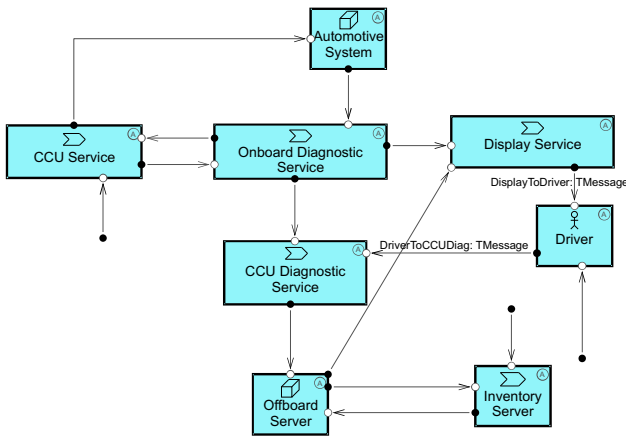 A
Automotive
System
A
CCU Service
A
Onboard Diagnostic
Service
A
Display Service
DisplayToDriver: TMessage
A
Driver
DriverToCCUDiag: TMessage
A
CCU Diagnostic
Service
A
Offboard
Server
A
Inventory
Server